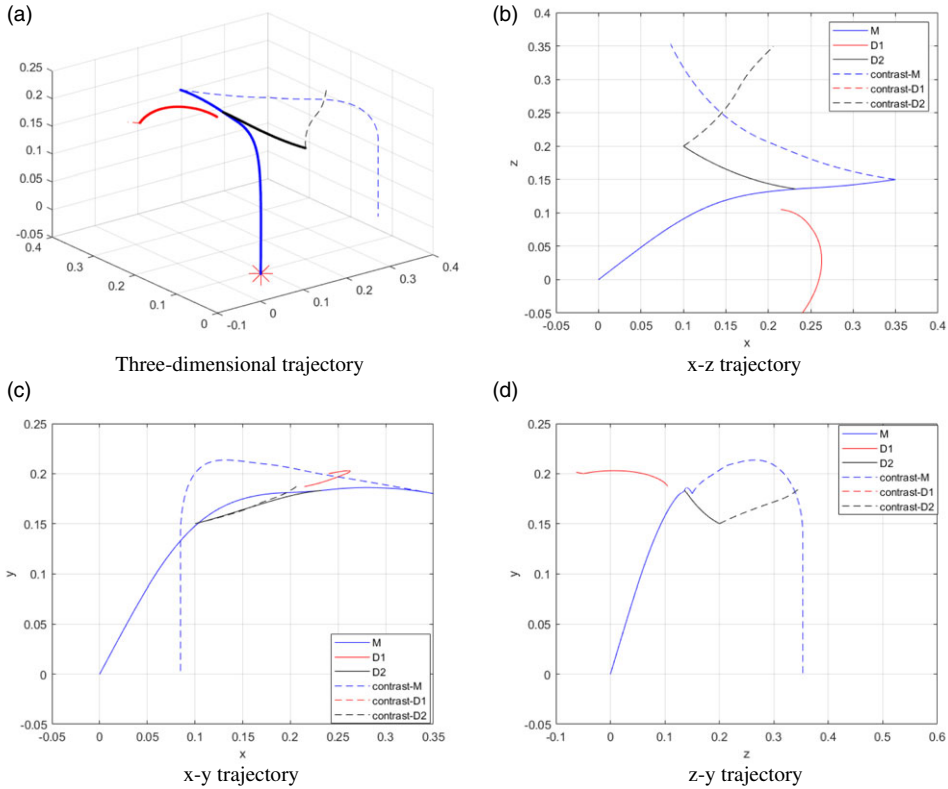 (a)
0.25
0.2
0.15
0.1
0.05
0
-0.05
0.4
0.3
0.2
0.1
0
-0.1
0
0.1
0.2
0.3
0.4
Three-dimensional trajectory
(b)
0.4
0.35
0.3
0.25
0.2
0.15
0.1
0.05
0
-0.05
z
-0.05 0 0.05 0.1 0.15 0.2 0.25 0.3 0.35 0.4
x
M
D1
D2
contrast-M
contrast-D1
contrast-D2
x-z trajectory
(c)
0.25
0.2
0.15
0.1
0.05
0
-0.05
y
-0.05 0 0.05 0.1 0.15 0.2 0.25 0.3 0.35
x
M
D1
D2
contrast-M
contrast-D1
contrast-D2
x-y trajectory
(d)
0.25
0.2
0.15
0.1
0.05
0
-0.05
y
-0.1 0 0.1 0.2 0.3 0.4 0.5 0.6
z
M
D1
D2
contrast-M
contrast-D1
contrast-D2
z-y trajectory